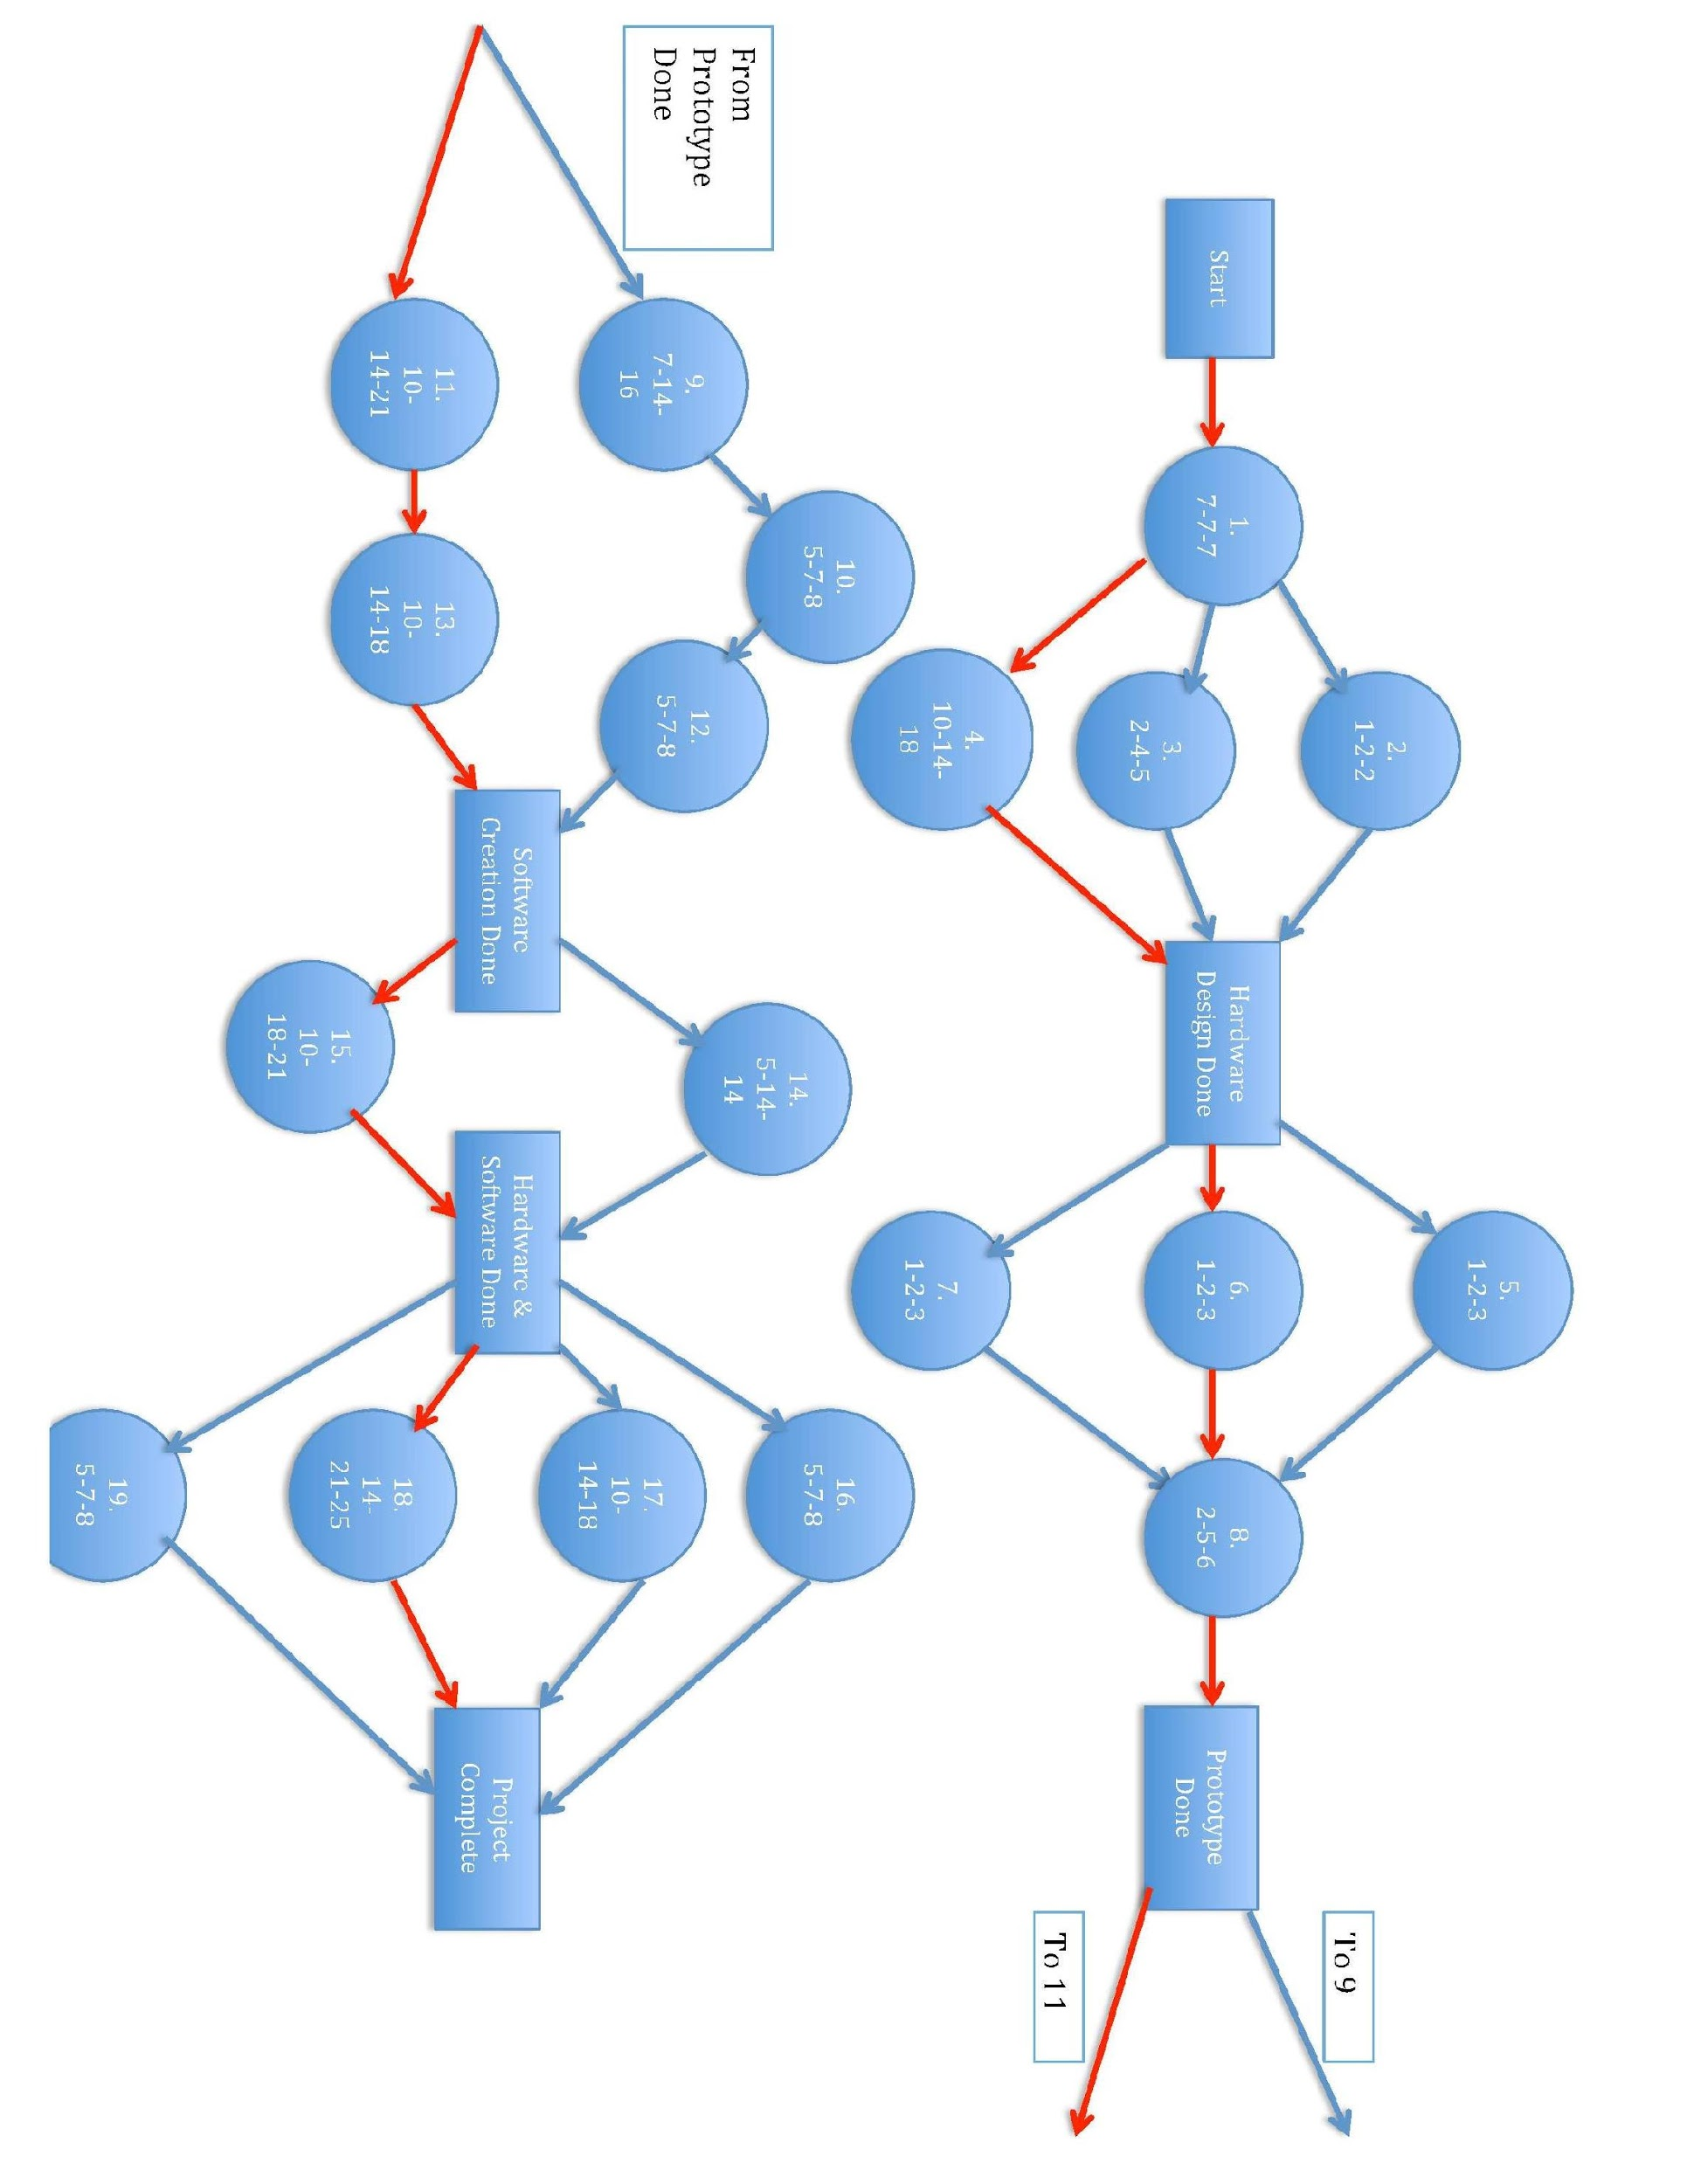 Start
1.
7-7-7
2.
1-2-2
3.
2-4-5
4.
10-14-
18
Hardware
Design Done
5.
1-2-3
6.
1-2-3
7.
1-2-3
8.
2-5-6
Prototype
Done
To 9
To 11
From
Prototype
Done
9.
7-14-
16
10.
5-7-8
11.
10-
14-21
12.
5-7-8
13.
10-
14-18
Software
Creation Done
14.
5-14-
14
15.
10-
18-21
Hardware &
Software Done
16.
5-7-8
17.
10-
14-18
18.
14-
21-25
19.
5-7-8
Project
Complete